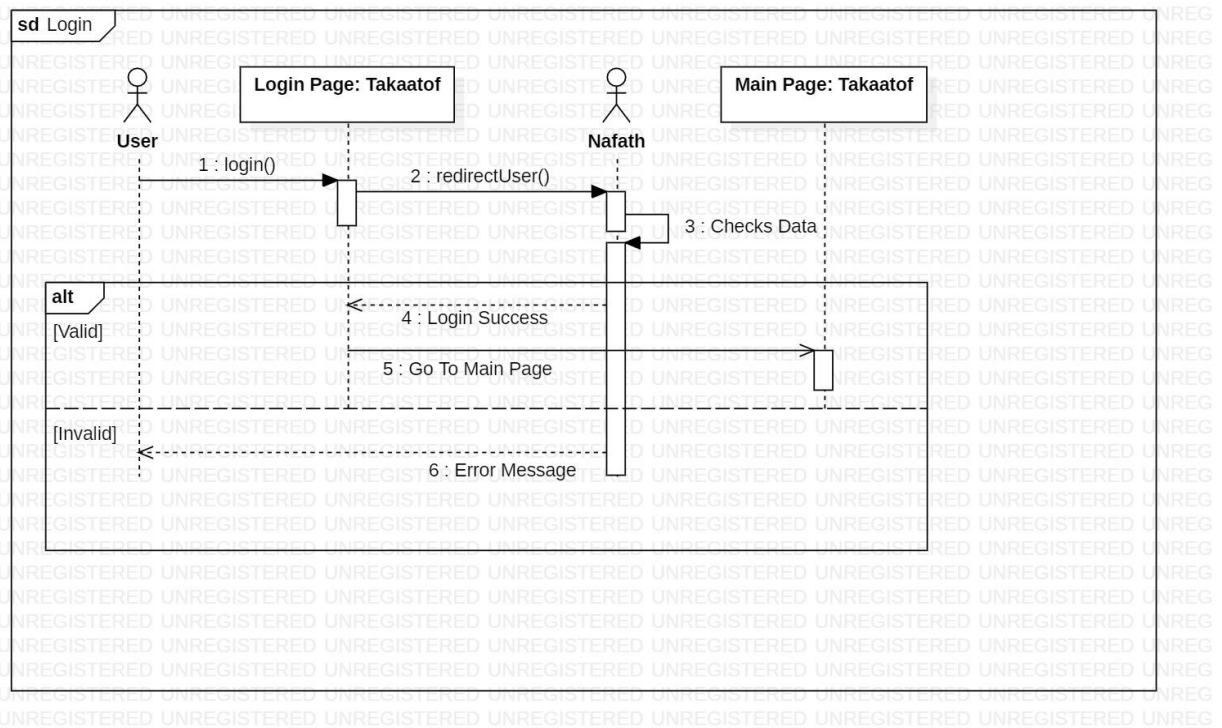 sd Login
Login Page: Takaatof
Main Page: Takaatof
User
Nafath
1 : login()
2 : redirectUser()
3 : Checks Data
alt
[Valid]
4 : Login Success
5 : Go To Main Page
[Invalid]
6 : Error Message
UNREGISTERED